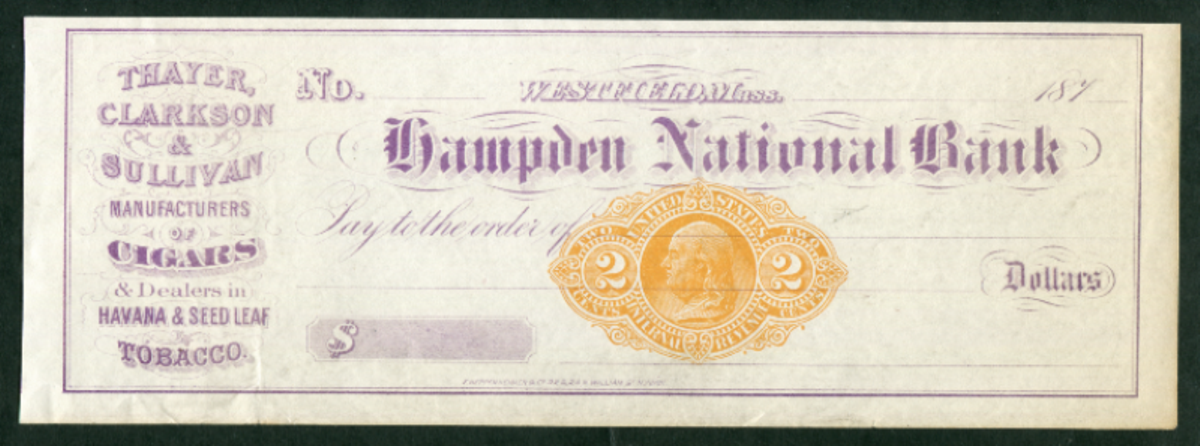 THAYER,
CLARKSON
&
SULLIVAN
MANUFACTURERS
OF
CIGARS
& Dealers in
HAVANA & SEED LEAF
TOBACCO.
No. WESTFIELD, Mass. 187
Hampden National Bank
Pay to the order of
UNITED STATES
TWO TWO
2 2
CENTS CENTS
INTERNAL REVENUE
Dollars
$